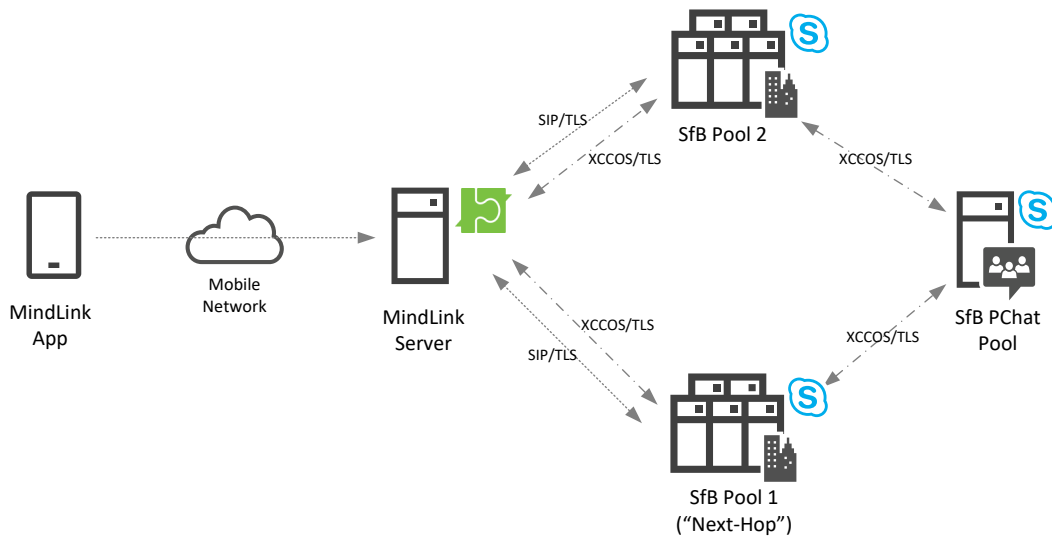 S
SfB Pool 2
SIP/TLS
XCCOS/TLS
XCCOS/TLS
S
MindLink
App
Mobile
Network
MindLink
Server
SfB PChat
Pool
XCCOS/TLS
SIP/TLS
XCCOS/TLS
S
SfB Pool 1
(“Next-Hop”)